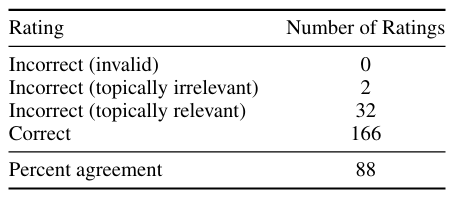 Rating Number of Ratings
Incorrect (invalid) 0
Incorrect (topically irrelevant) 2
Incorrect (topically relevant) 32
Correct 166
Percent agreement 88